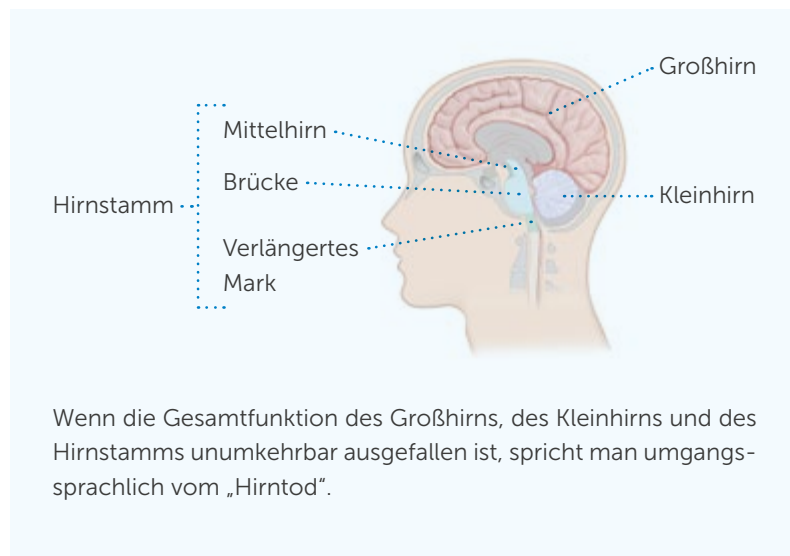 Großhirn
Mittelhirn
Brücke
Hirnstamm
Kleinhirn
Verlängertes
Mark
Wenn die Gesamtfunktion des Großhirns, des Kleinhirns und des
Hirnstamms unumkehrbar ausgefallen ist, spricht man umgangs-
sprachlich vom „Hirntod“.